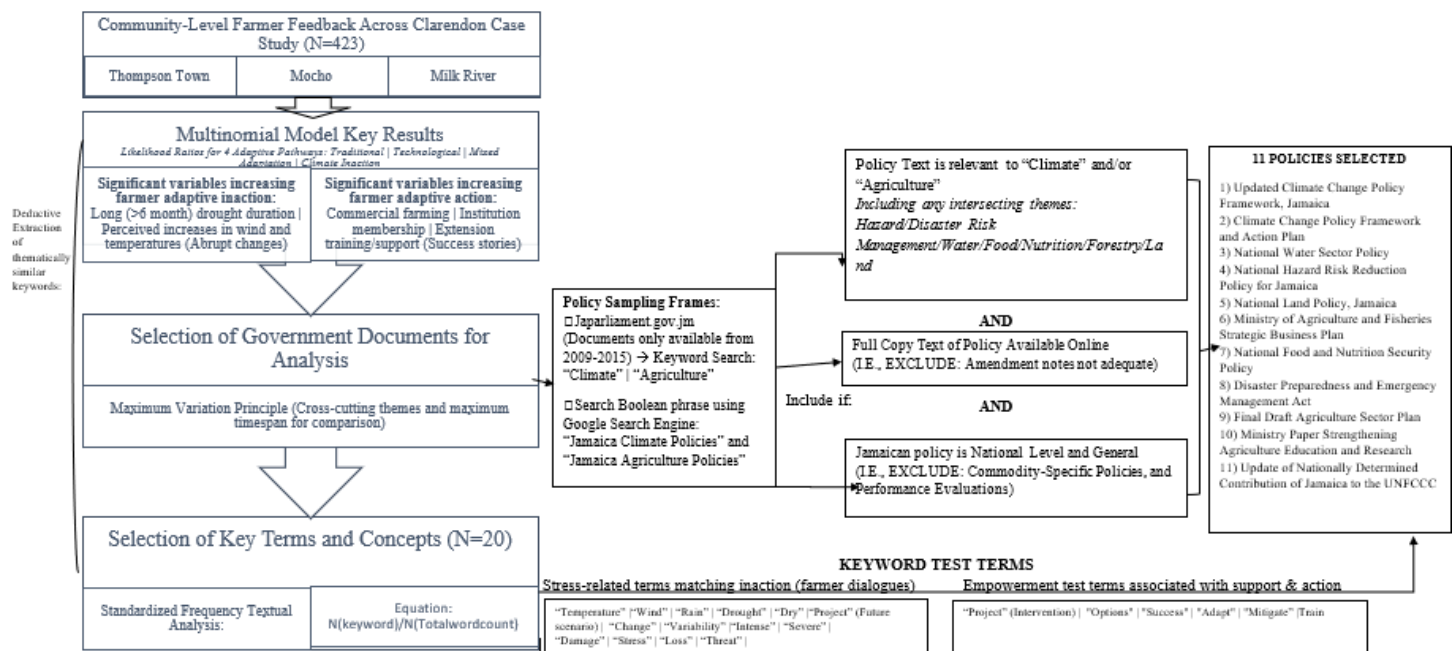 Community-Level Farmer Feedback Across Clarendon Case
Study (N=423)
Thompson Town
Mocho
Milk River
Multinomial Model Key Results
Likelihood Ratios for 4 Adaptive Pathways: Traditional | Technological | Mixed
Adaptation | Climate Inaction
Significant variables increasing
farmer adaptive inaction:
Long (>6 month) drought duration |
Perceived increases in wind and
temperatures (Abrupt changes)
Significant variables increasing
farmer adaptive action:
Commercial farming | Institution
membership | Extension
training/support (Success stories)
Deductive
Extraction
of
thematically
similar
keywords:
Selection of Government Documents for
Analysis
Maximum Variation Principle (Cross-cutting themes and maximum
timespan for comparison)
Selection of Key Terms and Concepts (N=20)
Standardized Frequency Textual
Analysis:
Equation:
N(keyword)/N(Totalwordcount)
Policy Sampling Frames:
□Japarliament.gov.jm
(Documents only available from
2009-2015) → Keyword Search:
“Climate” | “Agriculture”
□Search Boolean phrase using
Google Search Engine:
“Jamaica Climate Policies” and
“Jamaica Agriculture Policies”
Include if:
Policy Text is relevant to “Climate” and/or
“Agriculture”
Including any intersecting themes:
Hazard/Disaster Risk
Management/Water/Food/Nutrition/Forestry/La
nd
AND
Full Copy Text of Policy Available Online
(I.E., EXCLUDE: Amendment notes not adequate)
AND
Jamaican policy is National Level and General
(I.E., EXCLUDE: Commodity-Specific Policies, and
Performance Evaluations)
11 POLICIES SELECTED
1) Updated Climate Change Policy
Framework, Jamaica
2) Climate Change Policy Framework
and Action Plan
3) National Water Sector Policy
4) National Hazard Risk Reduction
Policy for Jamaica
5) National Land Policy, Jamaica
6) Ministry of Agriculture and Fisheries
Strategic Business Plan
7) National Food and Nutrition Security
Policy
8) Disaster Preparedness and Emergency
Management Act
9) Final Draft Agriculture Sector Plan
10) Ministry Paper Strengthening
Agriculture Education and Research
11) Update of Nationally Determined
Contribution of Jamaica to the UNFCCC
KEYWORD TEST TERMS
Stress-related terms matching inaction (farmer dialogues)
“Temperature” | “Wind” | “Rain” | “Drought” | “Dry” | “Project” (Future
scenario) | “Change” | “Variability” | “Intense” | “Severe” |
“Damage” | “Stress” | “Loss” | “Threat” |
Empowerment test terms associated with support & action
“Project” (Intervention) | "Options" | "Success" | "Adapt" | "Mitigate" |Train